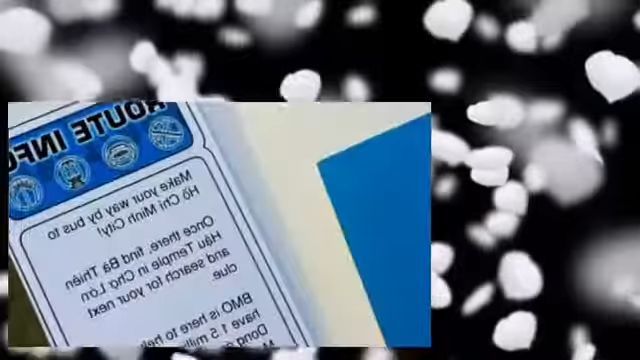 ROUTE INFO
Make your way by bus to
Hồ Chí Minh City!
Once there, find Bà Thiên
Hậu Temple in Chợ Lớn
and search for your next
clue
BMO is here to help
have 1.5
Dong